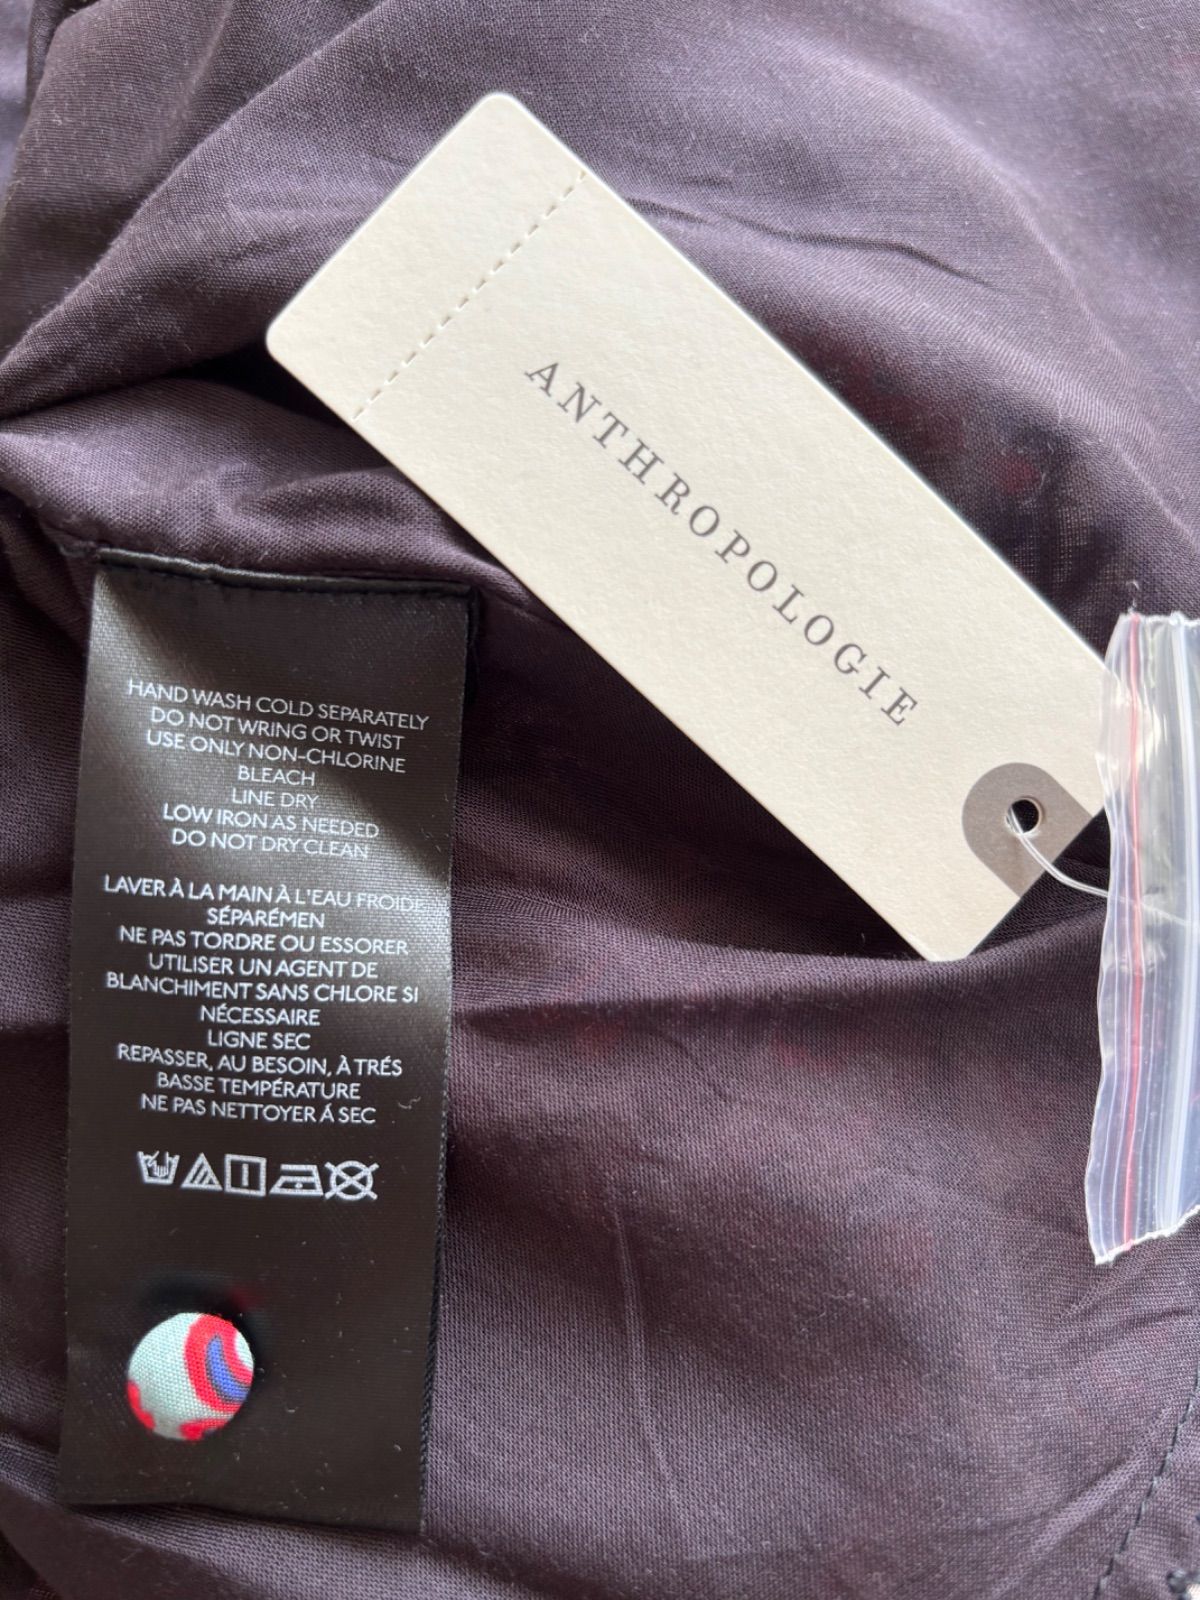 ANTHROPOLOGIE
HAND WASH COLD SEPARATELY
DO NOT WRING OR TWIST
USE ONLY NON-CHLORINE
BLEACH
LINE DRY
LOW IRON AS NEEDED
DO NOT DRY CLEAN
LAVER À LA MAIN À L'EAU FROIDE
SÉPARÉMEN
NE PAS TORDRE OU ESSORER
UTILISER UN AGENT DE
BLANCHIMENT SANS CHLORE SI
NÉCESSAIRE
LIGNE SEC
REPASSER, AU BESOIN, À TRÉS
BASSE TEMPÉRATURE
NE PAS NETTOYER Á SEC